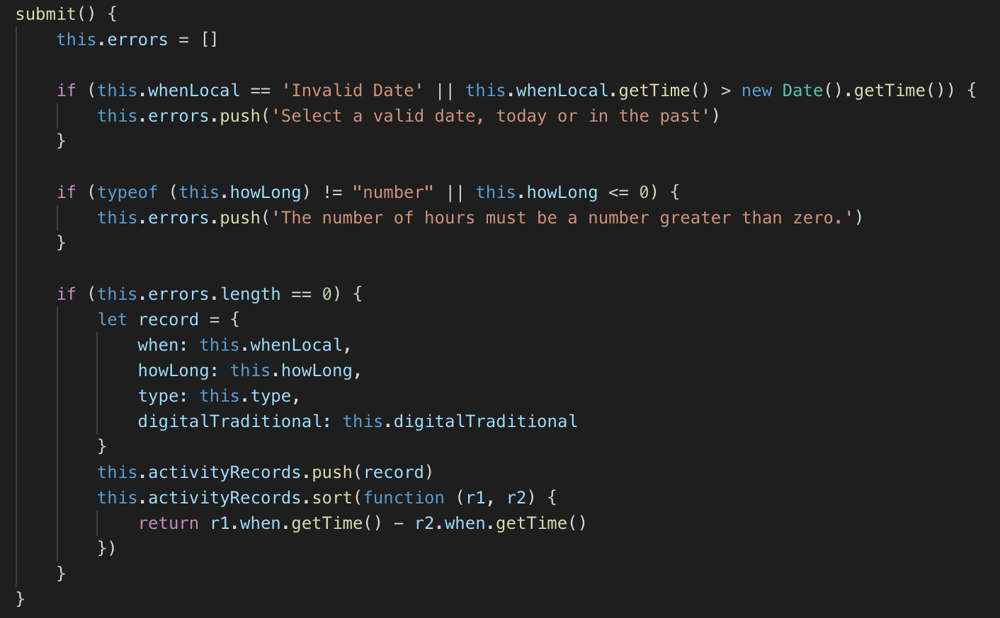 submit() {
    this.errors = []

    if (this.whenLocal == 'Invalid Date' || this.whenLocal.getTime() > new Date().getTime()) {
        this.errors.push('Select a valid date, today or in the past')
    }

    if (typeof (this.howLong) != "number" || this.howLong <= 0) {
        this.errors.push('The number of hours must be a number greater than zero.')
    }

    if (this.errors.length == 0) {
        let record = {
            when: this.whenLocal,
            howLong: this.howLong,
            type: this.type,
            digitalTraditional: this.digitalTraditional
        }
        this.activityRecords.push(record)
        this.activityRecords.sort(function (r1, r2) {
            return r1.when.getTime() - r2.when.getTime()
        })
    }
}